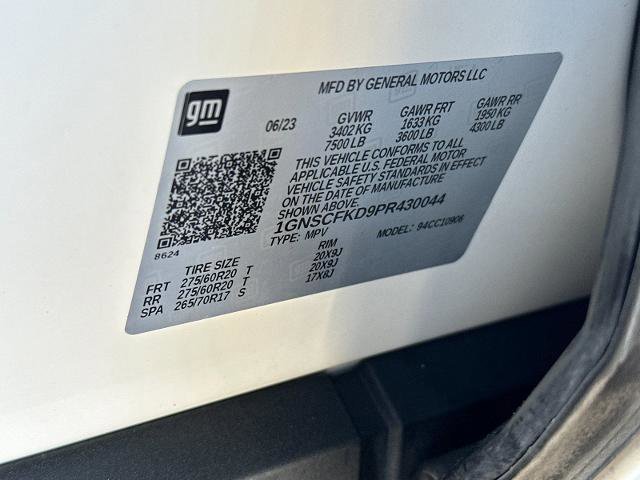 MFD BY GENERAL MOTORS LLC
gm
06/23 GVWR GAWR FRT GAWR RR
3402 KG 1633 KG 1950 KG
7500 LB 3600 LB 4300 LB
THIS VEHICLE CONFORMS TO ALL
APPLICABLE U.S. FEDERAL MOTOR
VEHICLE SAFETY STANDARDS IN EFFECT
ON THE DATE OF MANUFACTURE
SHOWN ABOVE.
1GNSCFKD9PR430044
TYPE: MPV MODEL: 94CC10906
8624
TIRE SIZE RIM
FRT 275/60R20 T 20X9J
RR 275/60R20 T 20X9J
SPA 265/70R17 S 17X8J